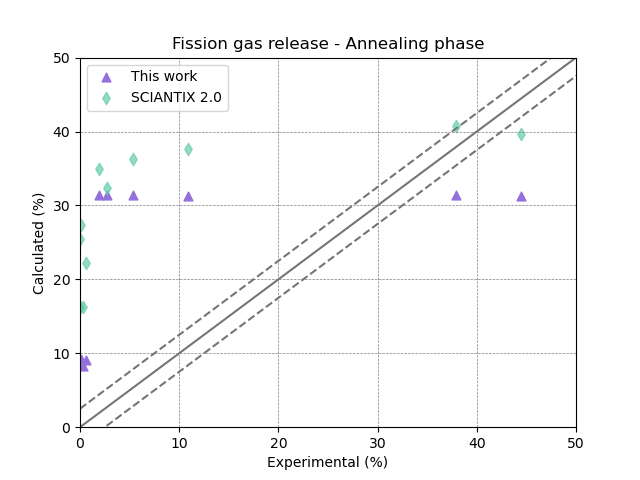 Fission gas release - Annealing phase
This work
SCIANTIX 2.0
50
40
30
20
10
0
Calculated (%)
0 10 20 30 40 50
Experimental (%)